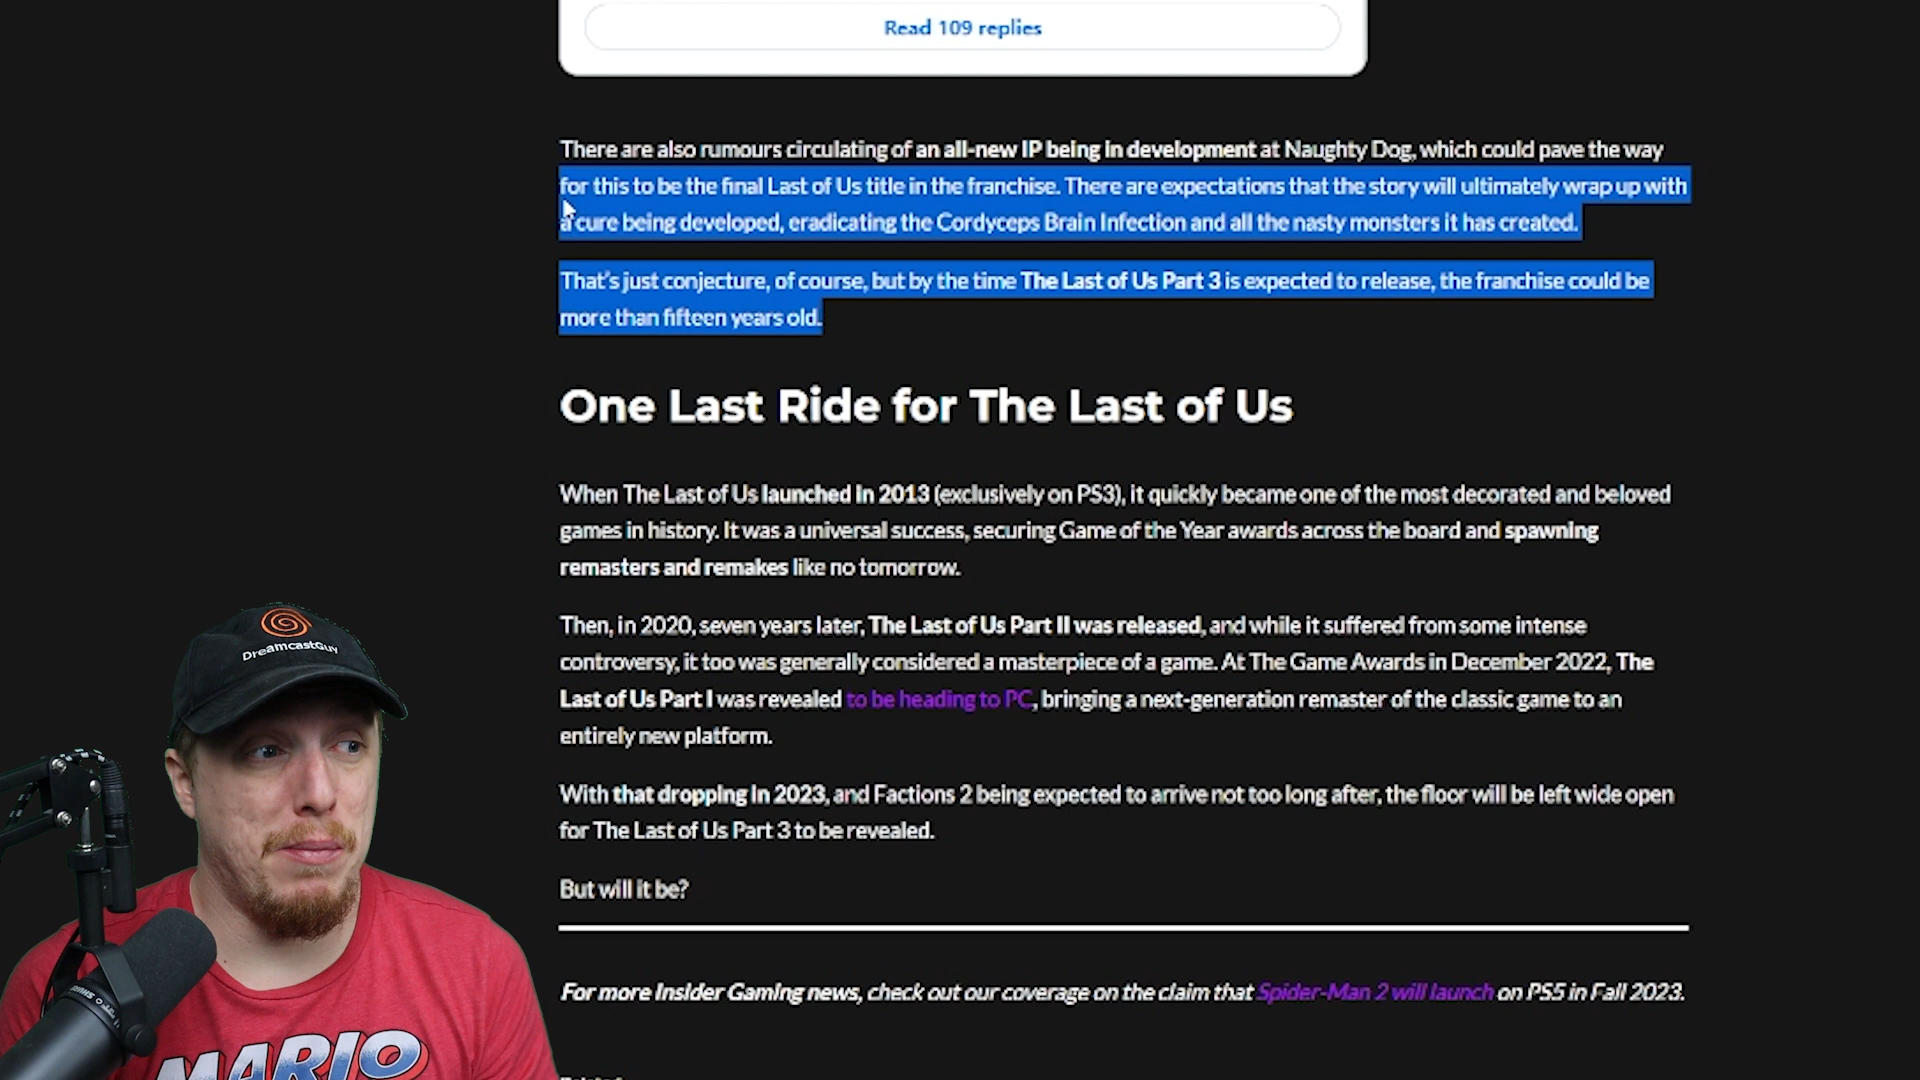 Read 109 replies
There are also rumours circulating of an all-new IP being in development at Naughty Dog, which could pave the way
for this to be the final Last of Us title in the franchise. There are expectations that the story will ultimately wrap up with
a cure being developed, eradicating the Cordyceps Brain Infection and all the nasty monsters it has created.
That's just conjecture, of course, but by the time The Last of Us Part 3 is expected to release, the franchise could be
more than fifteen years old.
One Last Ride for The Last of Us
When The Last of Us launched in 2013 (exclusively on PS3), it quickly became one of the most decorated and beloved
games in history. It was a universal success, securing Game of the Year awards across the board and spawning
remasters and remakes like no tomorrow.
Then, in 2020, seven years later, The Last of Us Part II was released, and while it suffered from some intense
controversy, it too was generally considered a masterpiece of a game. At The Game Awards in December 2022, The
Last of Us Part I was revealed to be heading to PC, bringing a next-generation remaster of the classic game to an
entirely new platform.
With that dropping in 2023, and Factions 2 being expected to arrive not too long after, the floor will be left wide open
for The Last of Us Part 3 to be revealed.
But will it be?
For more Insider Gaming news, check out our coverage on the claim that Spider-Man 2 will launch on PS5 in Fall 2023.
DreamcastGuy
SHURE
MARIO